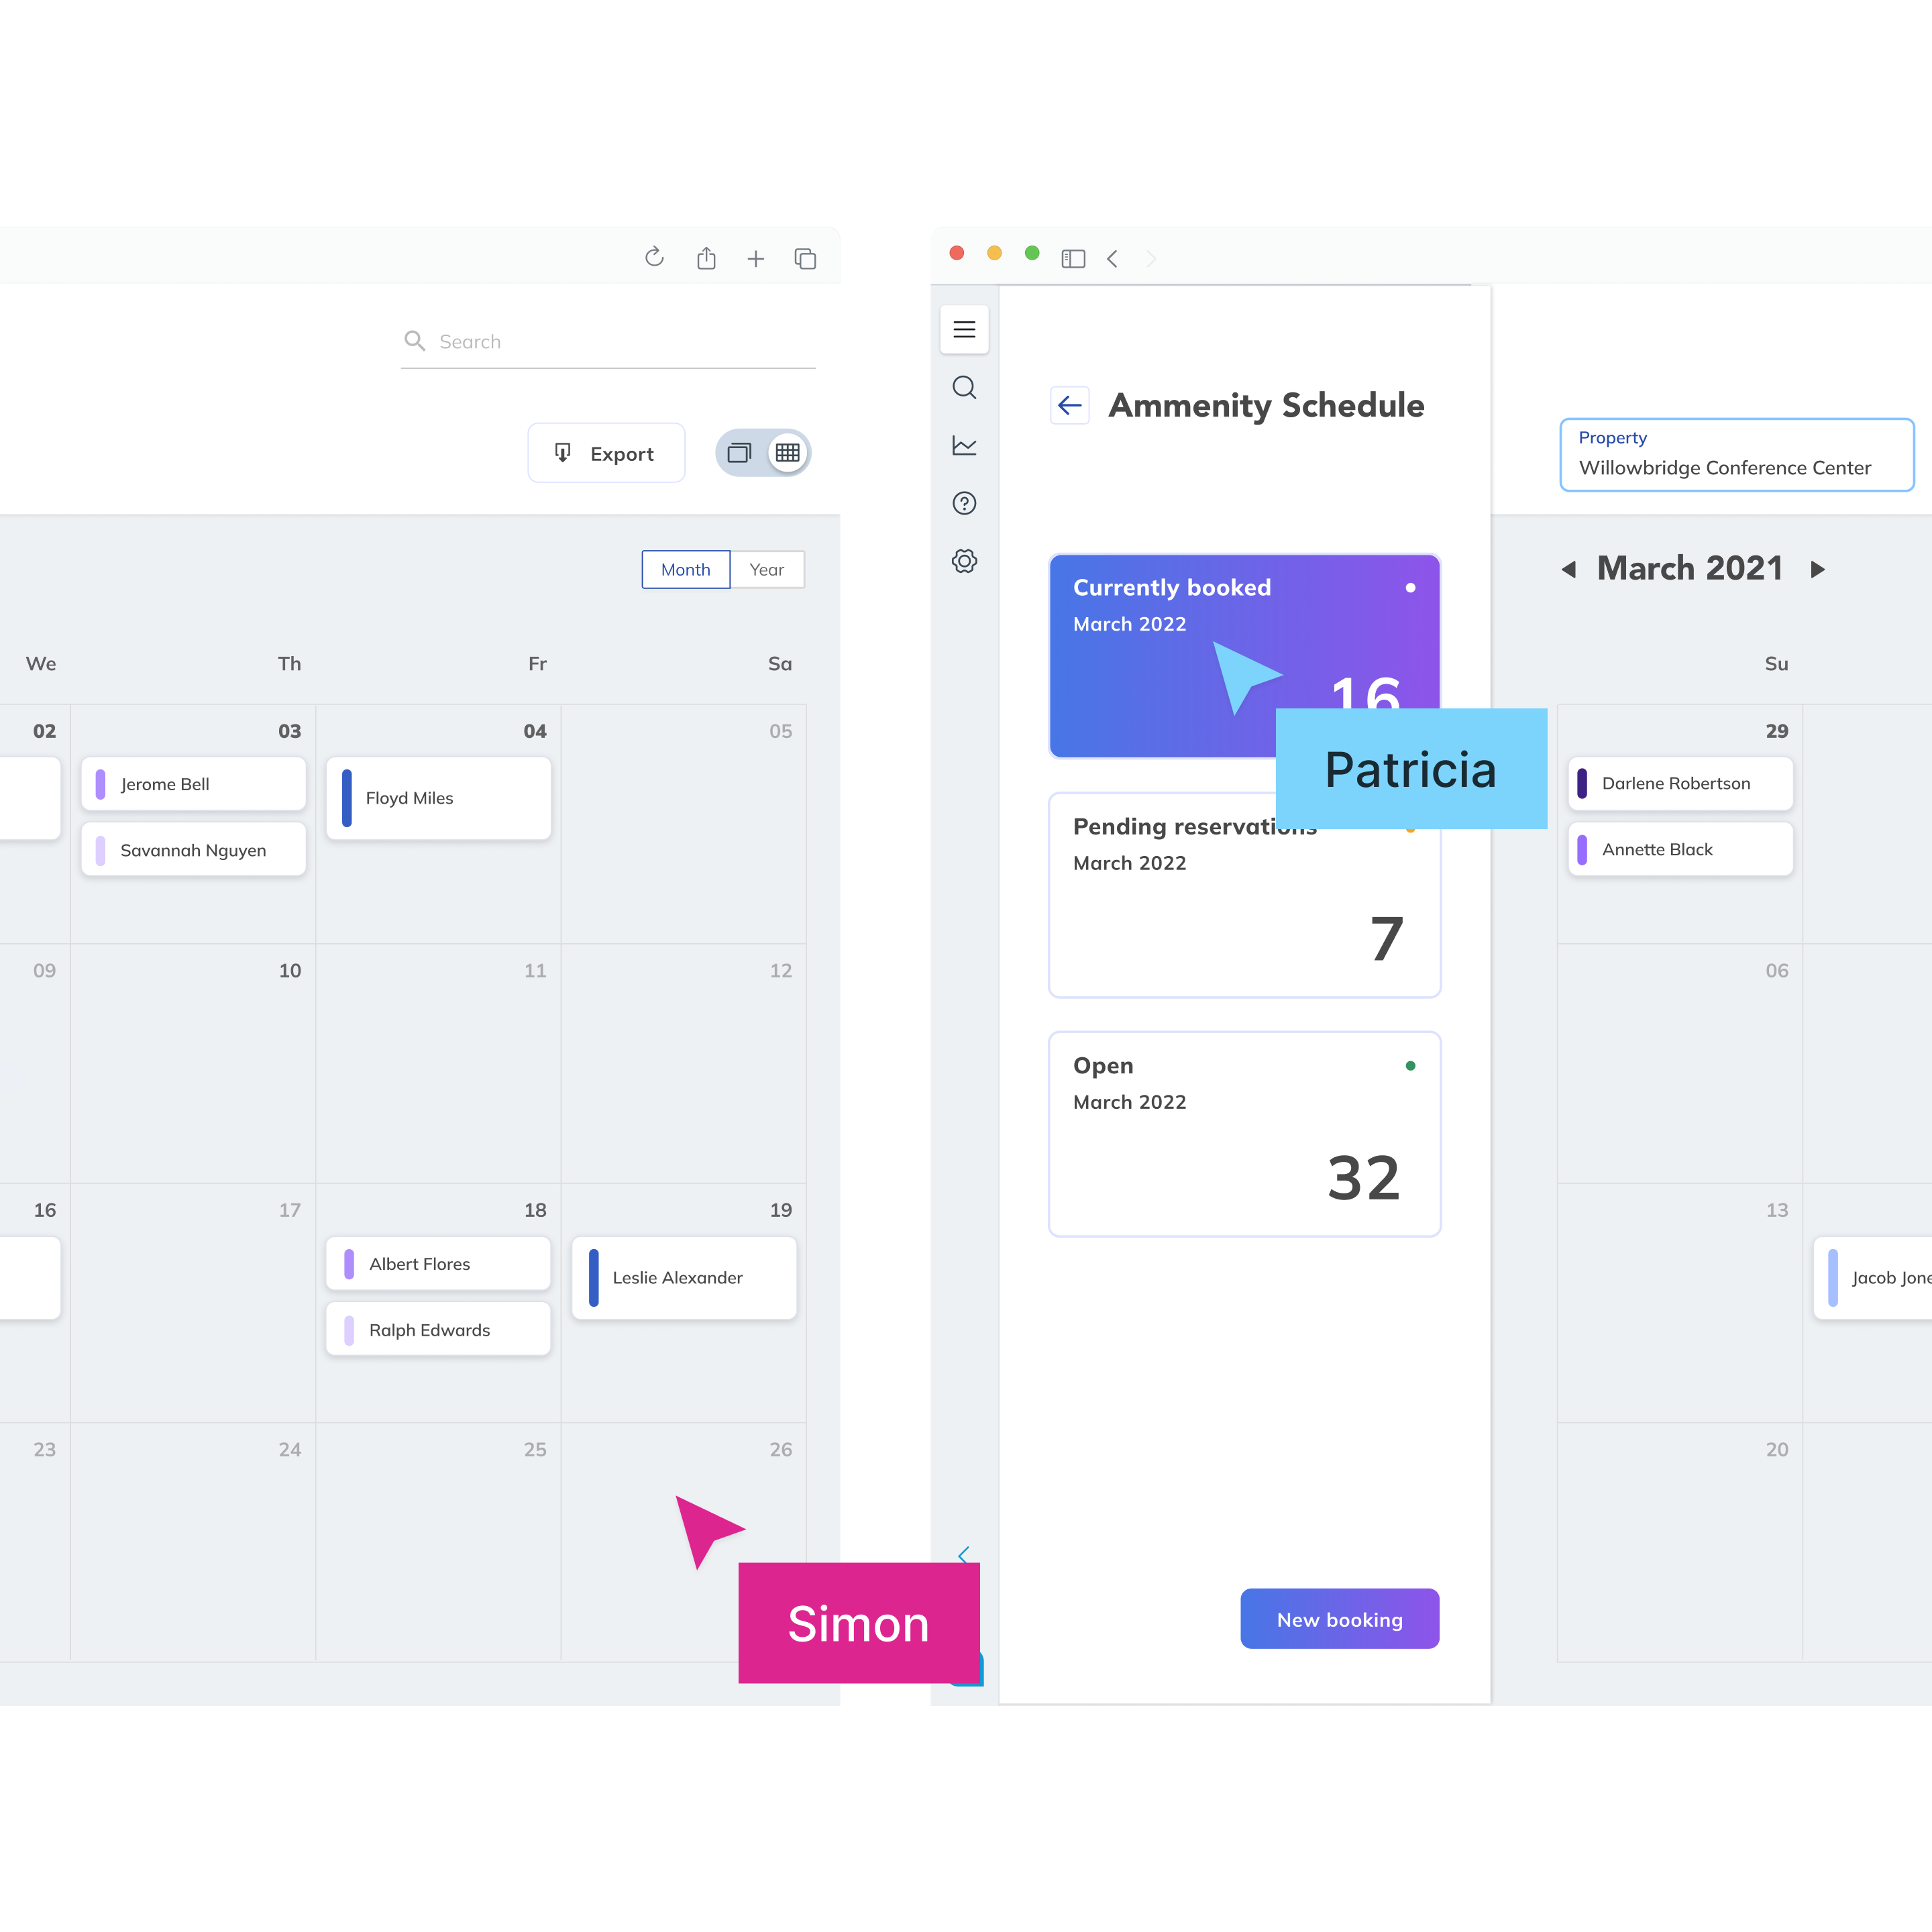 Search
Export
Month
Year
We
Th
Fr
Sa
02
03
04
05
Jerome Bell
Savannah Nguyen
Floyd Miles
09
10
11
12
16
17
18
19
Albert Flores
Ralph Edwards
Leslie Alexander
23
24
25
26
Simon
Ammenity Schedule
Currently booked
March 2022
16
Patricia
Pending reservations
March 2022
7
Open
March 2022
32
New booking
Property
Willowbridge Conference Center
March 2021
Su
29
Darlene Robertson
Annette Black
06
13
Jacob Jone
20